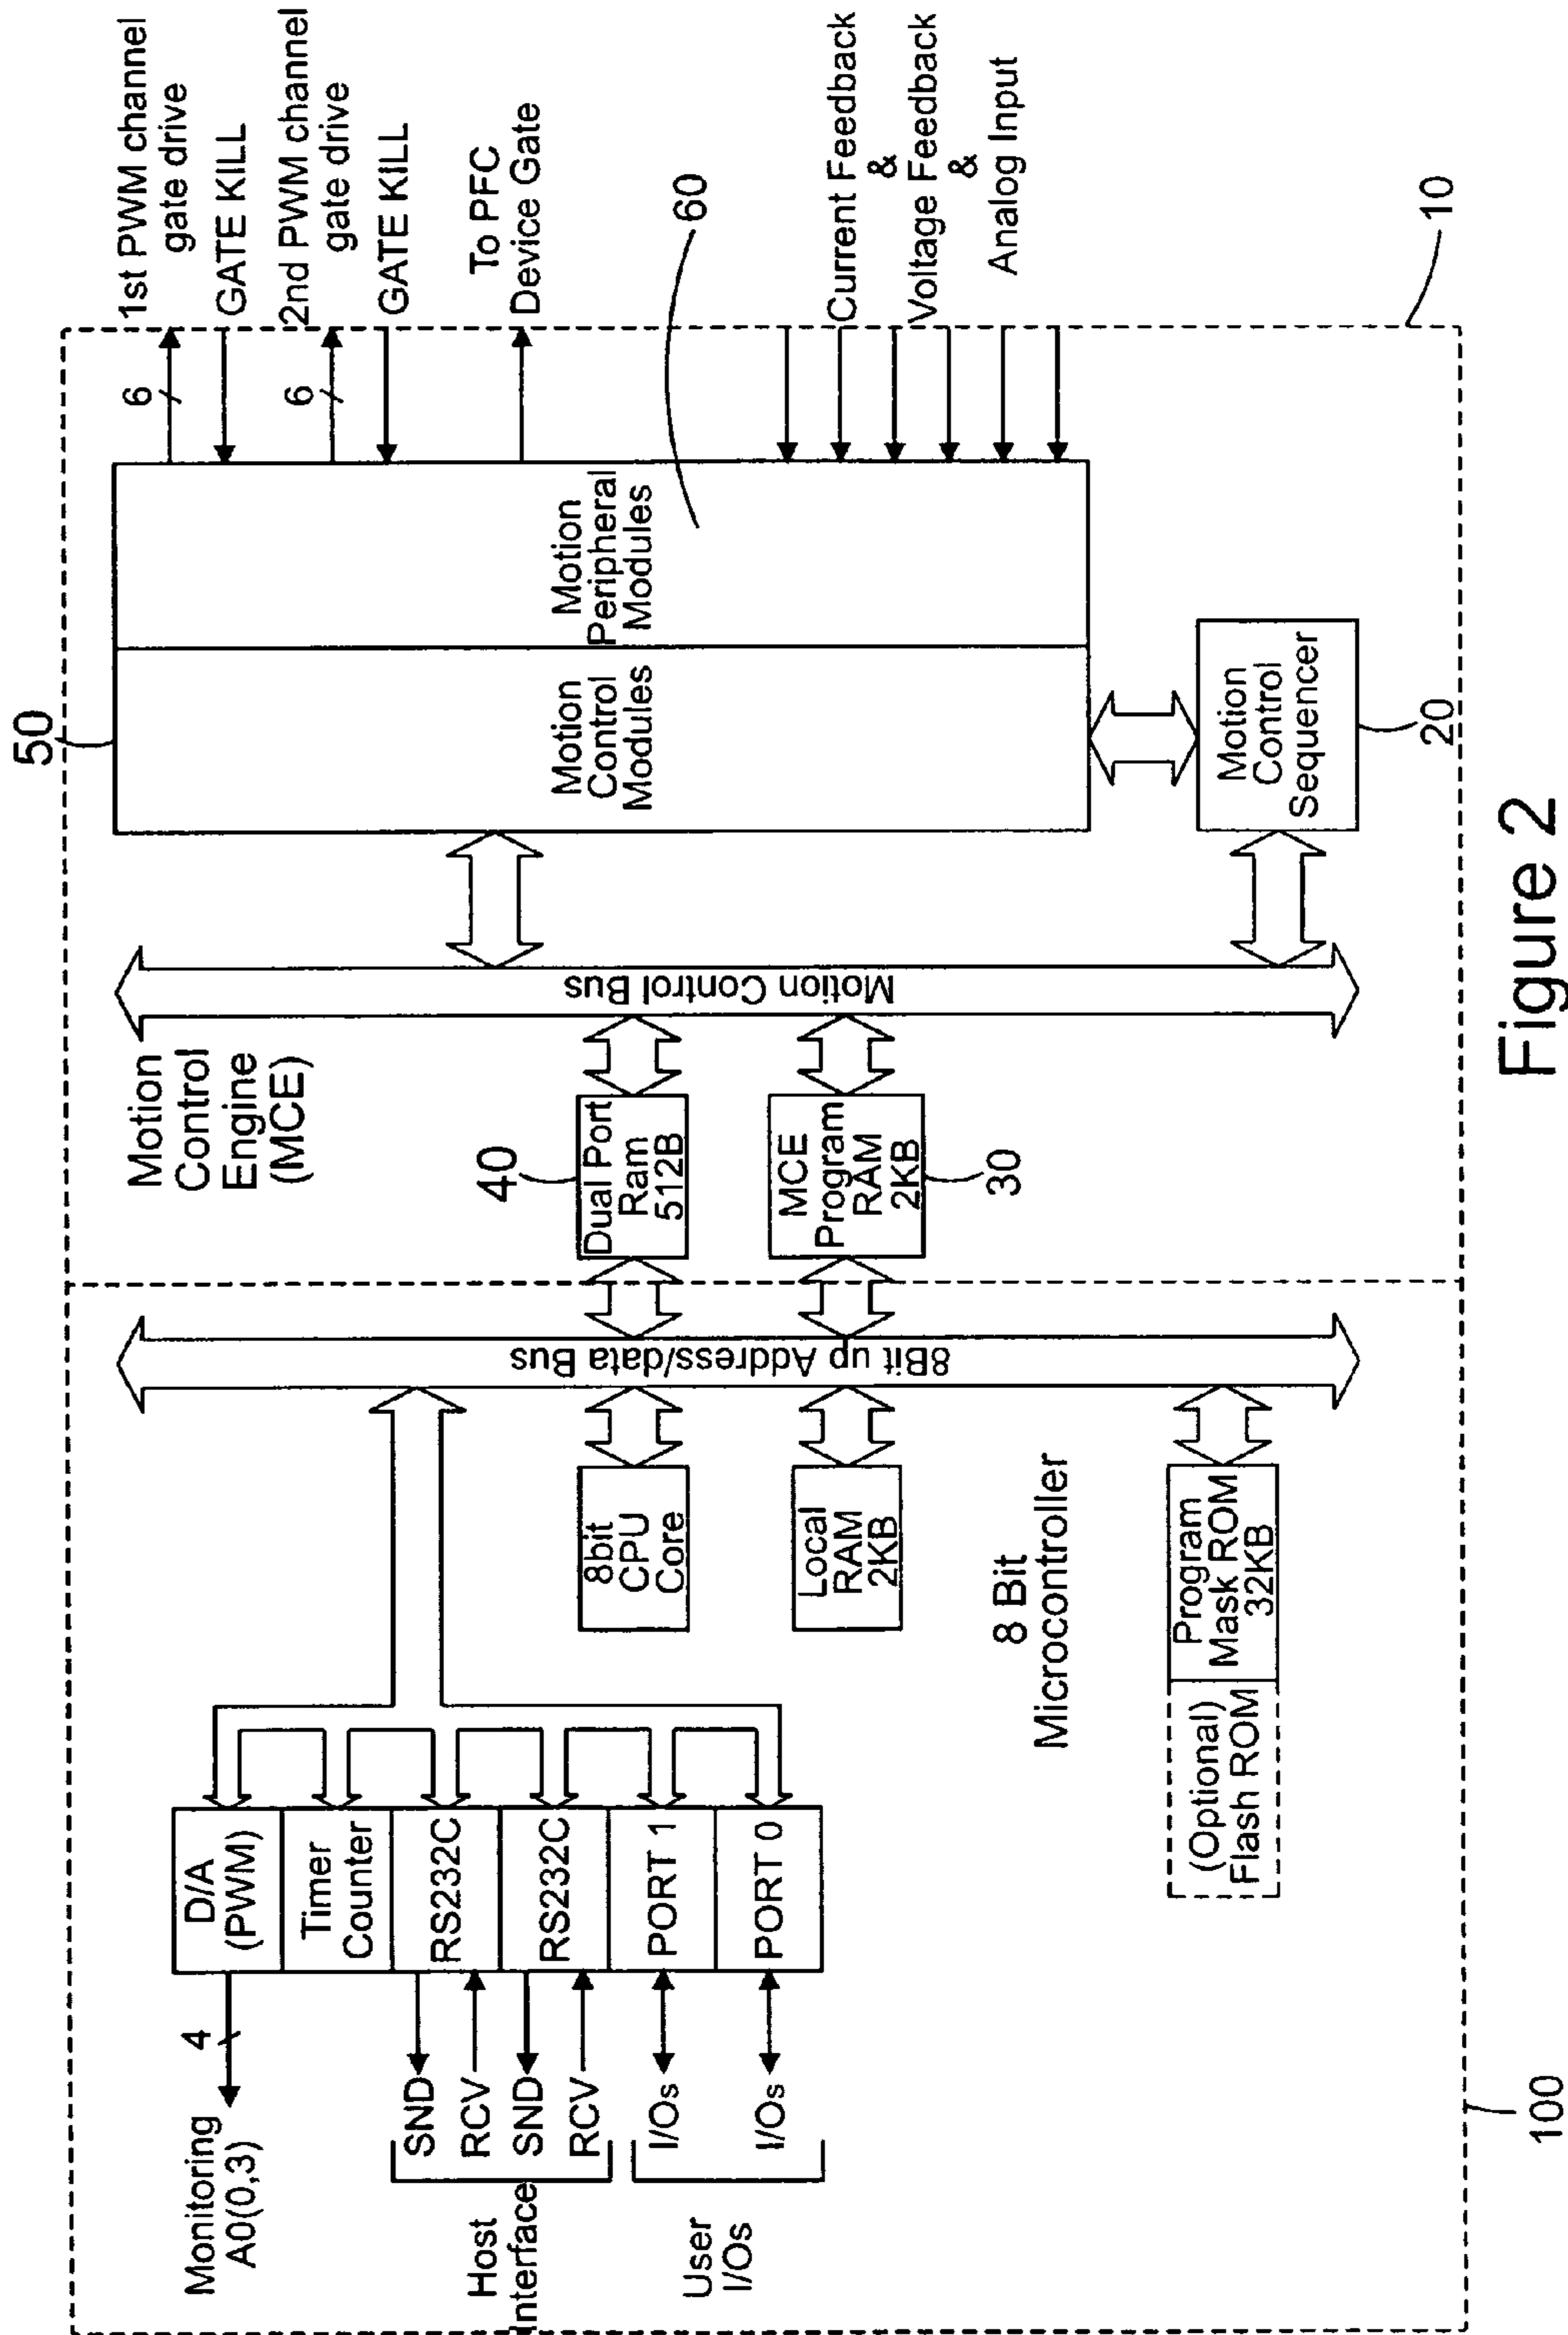 Monitoring
A0(0,3)
4
D/A
(PWM)
Timer
Counter
Host
Interface
SND
RCV
SND
RCV
RS232C
RS232C
User
I/Os
I/Os
I/Os
PORT 1
PORT 0
8bit
CPU
Core
Local
RAM
2KB
8 Bit
Microcontroller
(Optional)
Flash ROM
Program
Mask ROM
32KB
100
8Bit up Address/data Bus
Motion
Control
Engine
(MCE)
40
Dual Port
Ram
512B
MCE
Program
RAM
2KB
30
Motion Control Bus
50
Motion
Control
Modules
Motion
Peripheral
Modules
Motion
Control
Sequencer
20
6
1st PWM channel
gate drive
GATE KILL
6
2nd PWM channel
gate drive
GATE KILL
To PFC
Device Gate
60
Current Feedback
&
Voltage Feedback
&
Analog Input
10
Figure 2